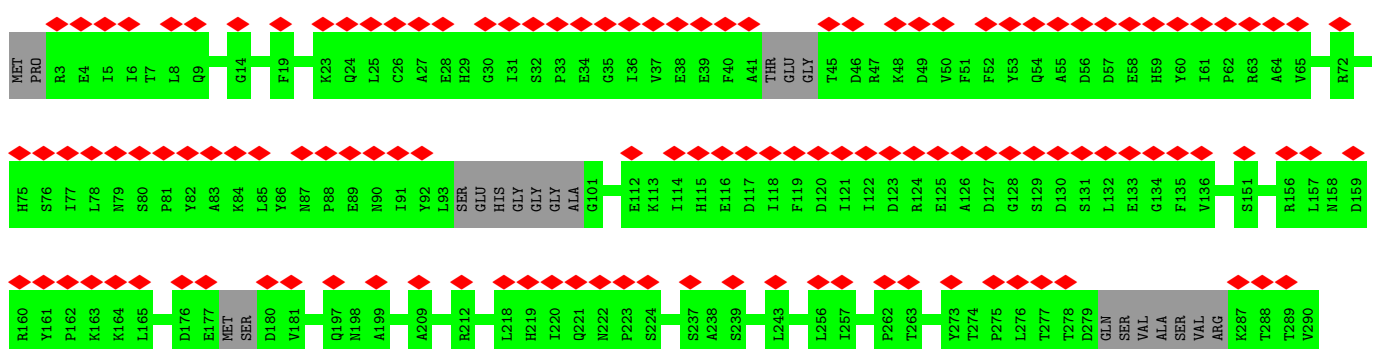 MET PRO R3 E4 I5 I6 T7 L8 Q9 G14 F19 K23 Q24 L25 C26 A27 E28 H29 G30 I31 S32 P33 E34 G35 I36 V37 E38 E39 F40 A41 THR GLU GLY T45 D46 R47 K48 D49 V50 F51 F52 Y53 Q54 A55 D56 D57 E58 H59 Y60 I61 P62 R63 A64 V65 R72
H75 S76 I77 L78 N79 S80 P81 Y82 A83 K84 L85 Y86 N87 P88 E89 N90 I91 Y92 L93 SER GLU HIS GLY GLY GLY ALA G101 E112 K113 I114 H115 E116 D117 I118 F119 D120 I121 I122 D123 R124 E125 A126 D127 G128 S129 D130 S131 L132 E133 G134 F135 V136 S151 R156 L157 N158 D159
R160 Y161 P162 K163 K164 L165 D176 E177 MET SER D180 V181 Q197 N198 A199 A209 R212 L218 H219 I220 Q221 N222 P223 S224 S237 A238 S239 L243 L256 I257 P262 T263 Y273 T274 P275 L276 T277 T278 D279 GLN SER VAL ALA SER VAL ARG K287 T288 T289 V290